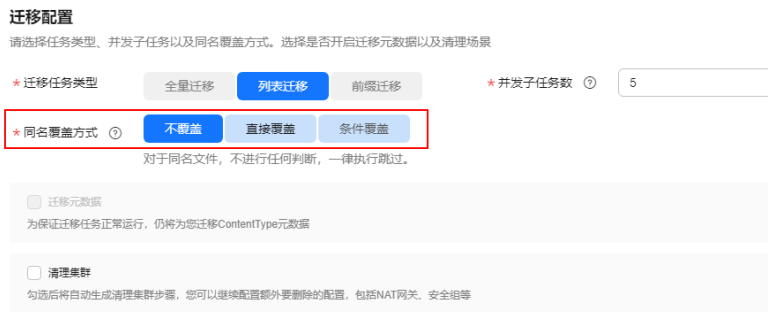 迁移配置
请选择任务类型、并发子任务以及同名覆盖方式。选择是否开启迁移元数据以及清理场景
*迁移任务类型 全量迁移 列表迁移 前缀迁移 *并发子任务数 ? 5
*同名覆盖方式 ? 不覆盖 直接覆盖 条件覆盖
对于同名文件，不进行任何判断，一律执行跳过。
迁移元数据
为保证迁移任务正常运行，仍将为您迁移ContentType元数据
清理集群
勾选后将自动生成清理集群步骤，您可以继续配置额外要删除的配置，包括NAT网关、安全组等